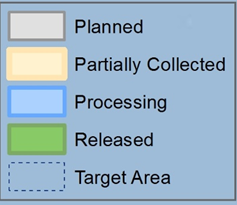 Planned
Partially Collected
Processing
Released
Target Area